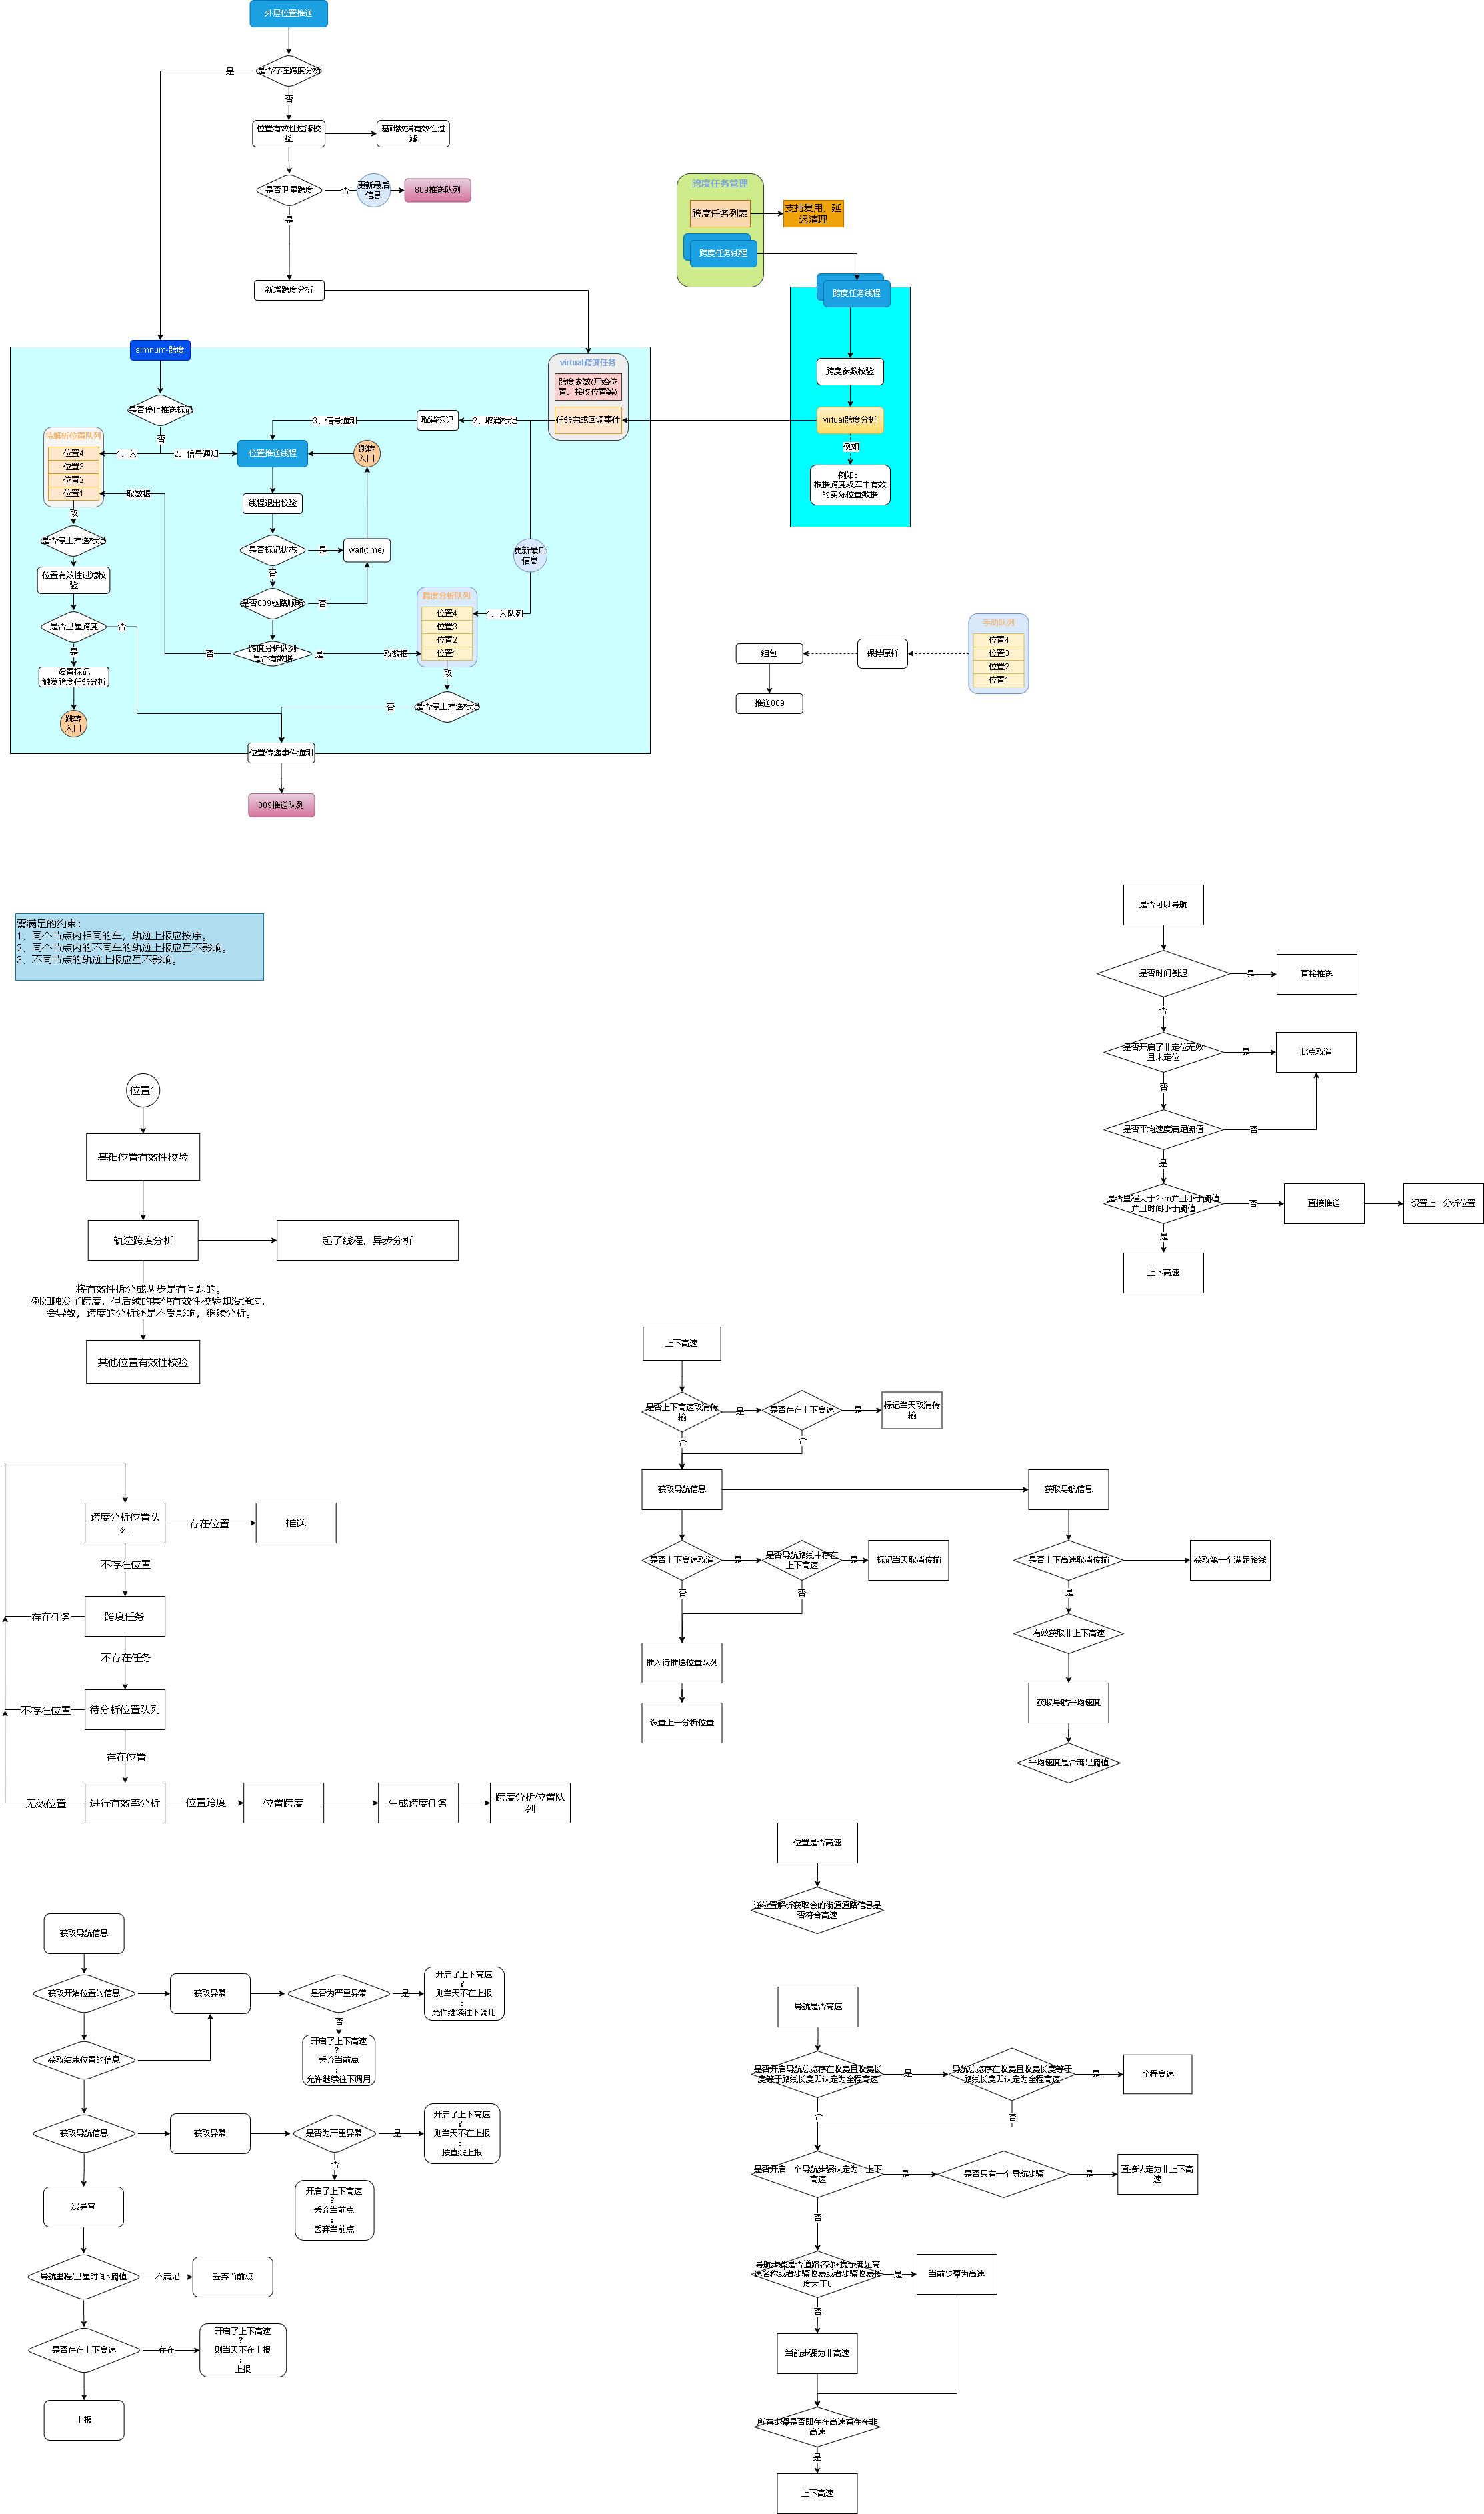 外层位置推送
是否存在跨度分析
是
否
位置有效性过滤校
验
基础数据有效性过
滤
是否卫星跨度
否
更新最后
信息
809推送队列
是
新增跨度分析
跨度任务管理
跨度任务列表
支持复用、延
迟清理
跨度任务线程
跨度任务线程
跨度参数校验
virtual跨度分析
例如
例如：
根据跨度取库中有效
的实际位置数据
simnum-跨度
是否停止推送标记
否
待解析位置队列
位置4
位置3
位置2
位置1
1、入
2、信号通知
取
是否停止推送标记
位置有效性过滤校
验
是否卫星跨度
否
是
设置标记
触发跨度任务分析
跳转
入口
virtual跨度任务
跨度参数(开始位
置、接收位置等)
任务完成回调事件
2、取消标记
取消标记
3、信号通知
位置推送线程
跳转
入口
线程退出校验
是否标记状态
是
wait(time)
否
否
跨度分析队列
是否有数据
否
取数据
是
取数据
更新最后
信息
1、入队列
跨度分析队列
位置4
位置3
位置2
位置1
取
是否停止推送标记
否
位置传递事件通知
809推送队列
手动队列
位置4
位置3
位置2
位置1
保持原样
组包
推送809
需满足的约束：
1、同个节点内相同的车，轨迹上报应按序。
2、同个节点内的不同车的轨迹上报应互不影响。
3、不同节点的轨迹上报应互不影响。
是否可以导航
是否时间倒退
是
直接推送
否
是否开启了非定位无效
且未定位
是
此点取消
否
是否平均速度满足阈值
否
是
是否里程大于2km并且小于阈值
并且时间小于阈值
否
直接推送
设置上一分析位置
是
上下高速
位置1
基础位置有效性校验
轨迹跨度分析
起了线程，异步分析
将有效性拆分成两步是有问题的。
例如触发了跨度，但后续的其他有效性校验却没通过，
会导致，跨度的分析还是不受影响，继续分析。
其他位置有效性校验
上下高速
是否上下高速取消传
输
是
是否存在上下高速
是
标记当天取消传
输
否
否
获取导航信息
获取导航信息
是否上下高速取消
是
是否导航路线中存在
上下高速
是
标记当天取消传输
否
否
推入待推送位置队列
设置上一分析位置
是否上下高速取消传输
获取第一个满足路线
是
有效获取非上下高速
获取导航平均速度
平均速度是否满足阈值
跨度分析位置队
列
存在位置
推送
不存在位置
跨度任务
存在任务
不存在任务
待分析位置队列
不存在位置
存在位置
进行有效率分析
无效位置
位置跨度
位置跨度
生成跨度任务
跨度分析位置队
列
位置是否高速
逆位置解析获取会的街道道路信息是
否符合高速
获取导航信息
获取开始位置的信息
获取异常
是否为严重异常
是
开启了上下高速
？
则当天不在上报
：
允许继续往下调用
否
开启了上下高速
？
丢弃当前点
：
允许继续往下调用
获取结束位置的信息
获取导航信息
获取异常
是否为严重异常
是
开启了上下高速
？
则当天不在上报
：
按直线上报
否
开启了上下高速
？
丢弃当前点
：
丢弃当前点
没异常
导航里程/卫星时间<阈值
不满足
丢弃当前点
是否存在上下高速
存在
开启了上下高速
？
则当天不在上报
：
上报
上报
导航是否高速
是否开启导航总览存在收费且收费长
度等于路线长度即认定为全程高速
是
导航总览存在收费且收费长度等于
路线长度即认定为全程高速
是
全程高速
否
否
是否开启一个导航步骤认定为非上下
高速
是
是否只有一个导航步骤
是
直接认定为非上下高
速
否
导航步骤是否道路名称+提示满足高
速名称或者步骤收费或者步骤收费长
度大于0
是
当前步骤为高速
否
当前步骤为非高速
所有步骤是否即存在高速有存在非
高速
是
上下高速